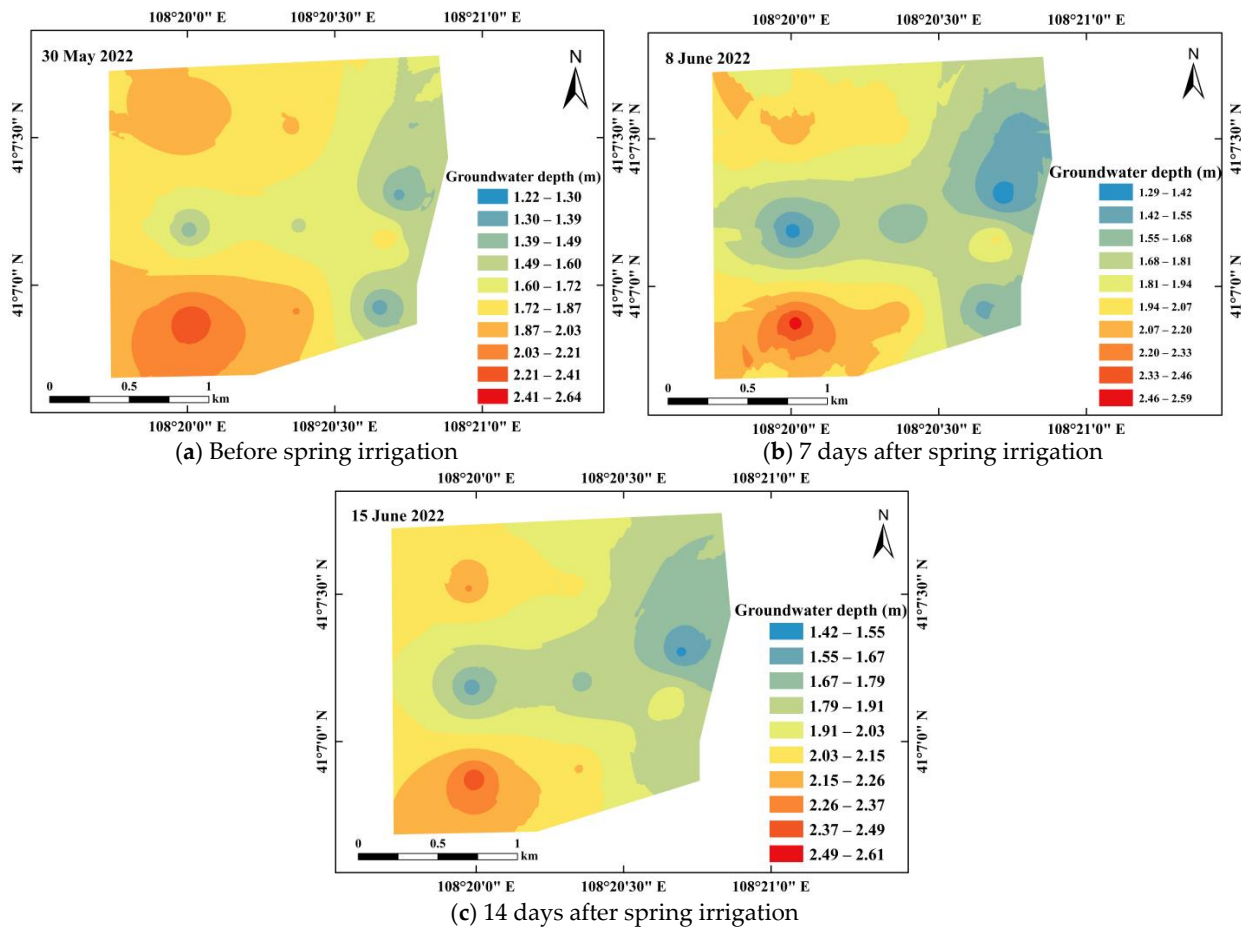 108°20'0" E 108°20'30" E 108°21'0" E
30 May 2022
N
41°7'30" N
41°7'30" N
Groundwater depth (m)
1.22 – 1.30
1.30 – 1.39
1.39 – 1.49
1.49 – 1.60
1.60 – 1.72
1.72 – 1.87
1.87 – 2.03
2.03 – 2.21
2.21 – 2.41
2.41 – 2.64
41°7'0" N
41°7'0" N
0 0.5 1
km
108°20'0" E 108°20'30" E 108°21'0" E
(a) Before spring irrigation
108°20'0" E 108°20'30" E 108°21'0" E
8 June 2022
N
41°7'30" N
41°7'30" N
Groundwater depth (m)
1.29 – 1.42
1.42 – 1.55
1.55 – 1.68
1.68 – 1.81
1.81 – 1.94
1.94 – 2.07
2.07 – 2.20
2.20 – 2.33
2.33 – 2.46
2.46 – 2.59
41°7'0" N
41°7'0" N
0 0.5 1
km
108°20'0" E 108°20'30" E 108°21'0" E
(b) 7 days after spring irrigation
15 June 2022
N
41°7'30" N
41°7'30" N
Groundwater depth (m)
1.42 – 1.55
1.55 – 1.67
1.67 – 1.79
1.79 – 1.91
1.91 – 2.03
2.03 – 2.15
2.15 – 2.26
2.26 – 2.37
2.37 – 2.49
2.49 – 2.61
41°7'0" N
41°7'0" N
0 0.5 1
km
108°20'0" E 108°20'30" E 108°21'0" E
(c) 14 days after spring irrigation